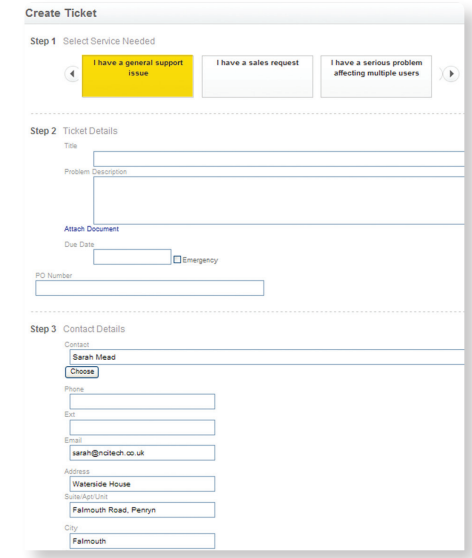 Create Ticket
Step 1 Select Service Needed
I have a general support issue
I have a sales request
I have a serious problem affecting multiple users
Step 2 Ticket Details
Title
Problem Description
Attach Document
Due Date
Emergency
PO Number
Step 3 Contact Details
Contact
Sarah Mead
Choose
Phone
Ext
Email
sarah@ncitech.co.uk
Address
Waterside House
Suite/Apt/Unit
Falmouth Road, Penryn
City
Falmouth